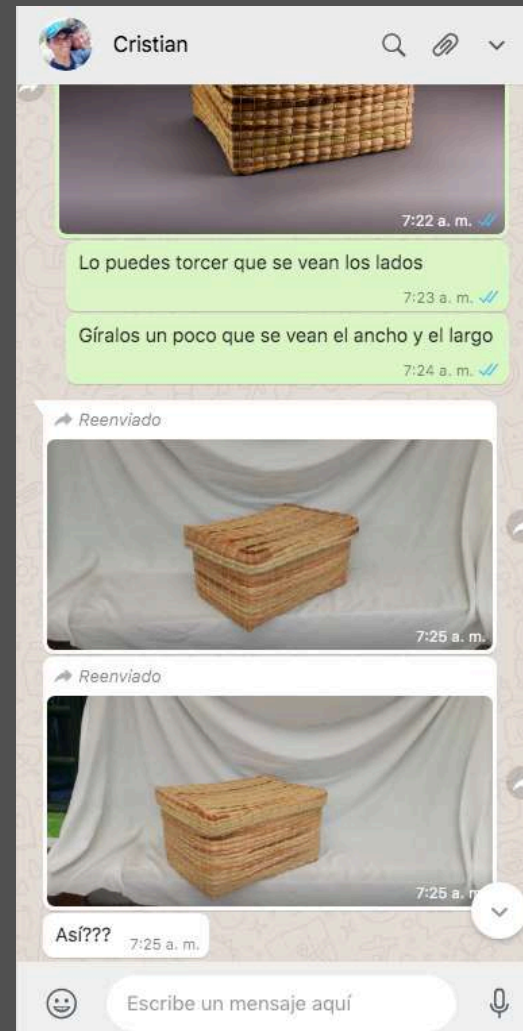 Cristian
7:22 a. m.
Lo puedes torcer que se vean los lados
7:23 a. m.
Gíralos un poco que se vean el ancho y el largo
7:24 a. m.
Reenviado
7:25 a. m.
Reenviado
7:25 a.
Así???
7:25 a. m.
Escribe un mensaje aquí